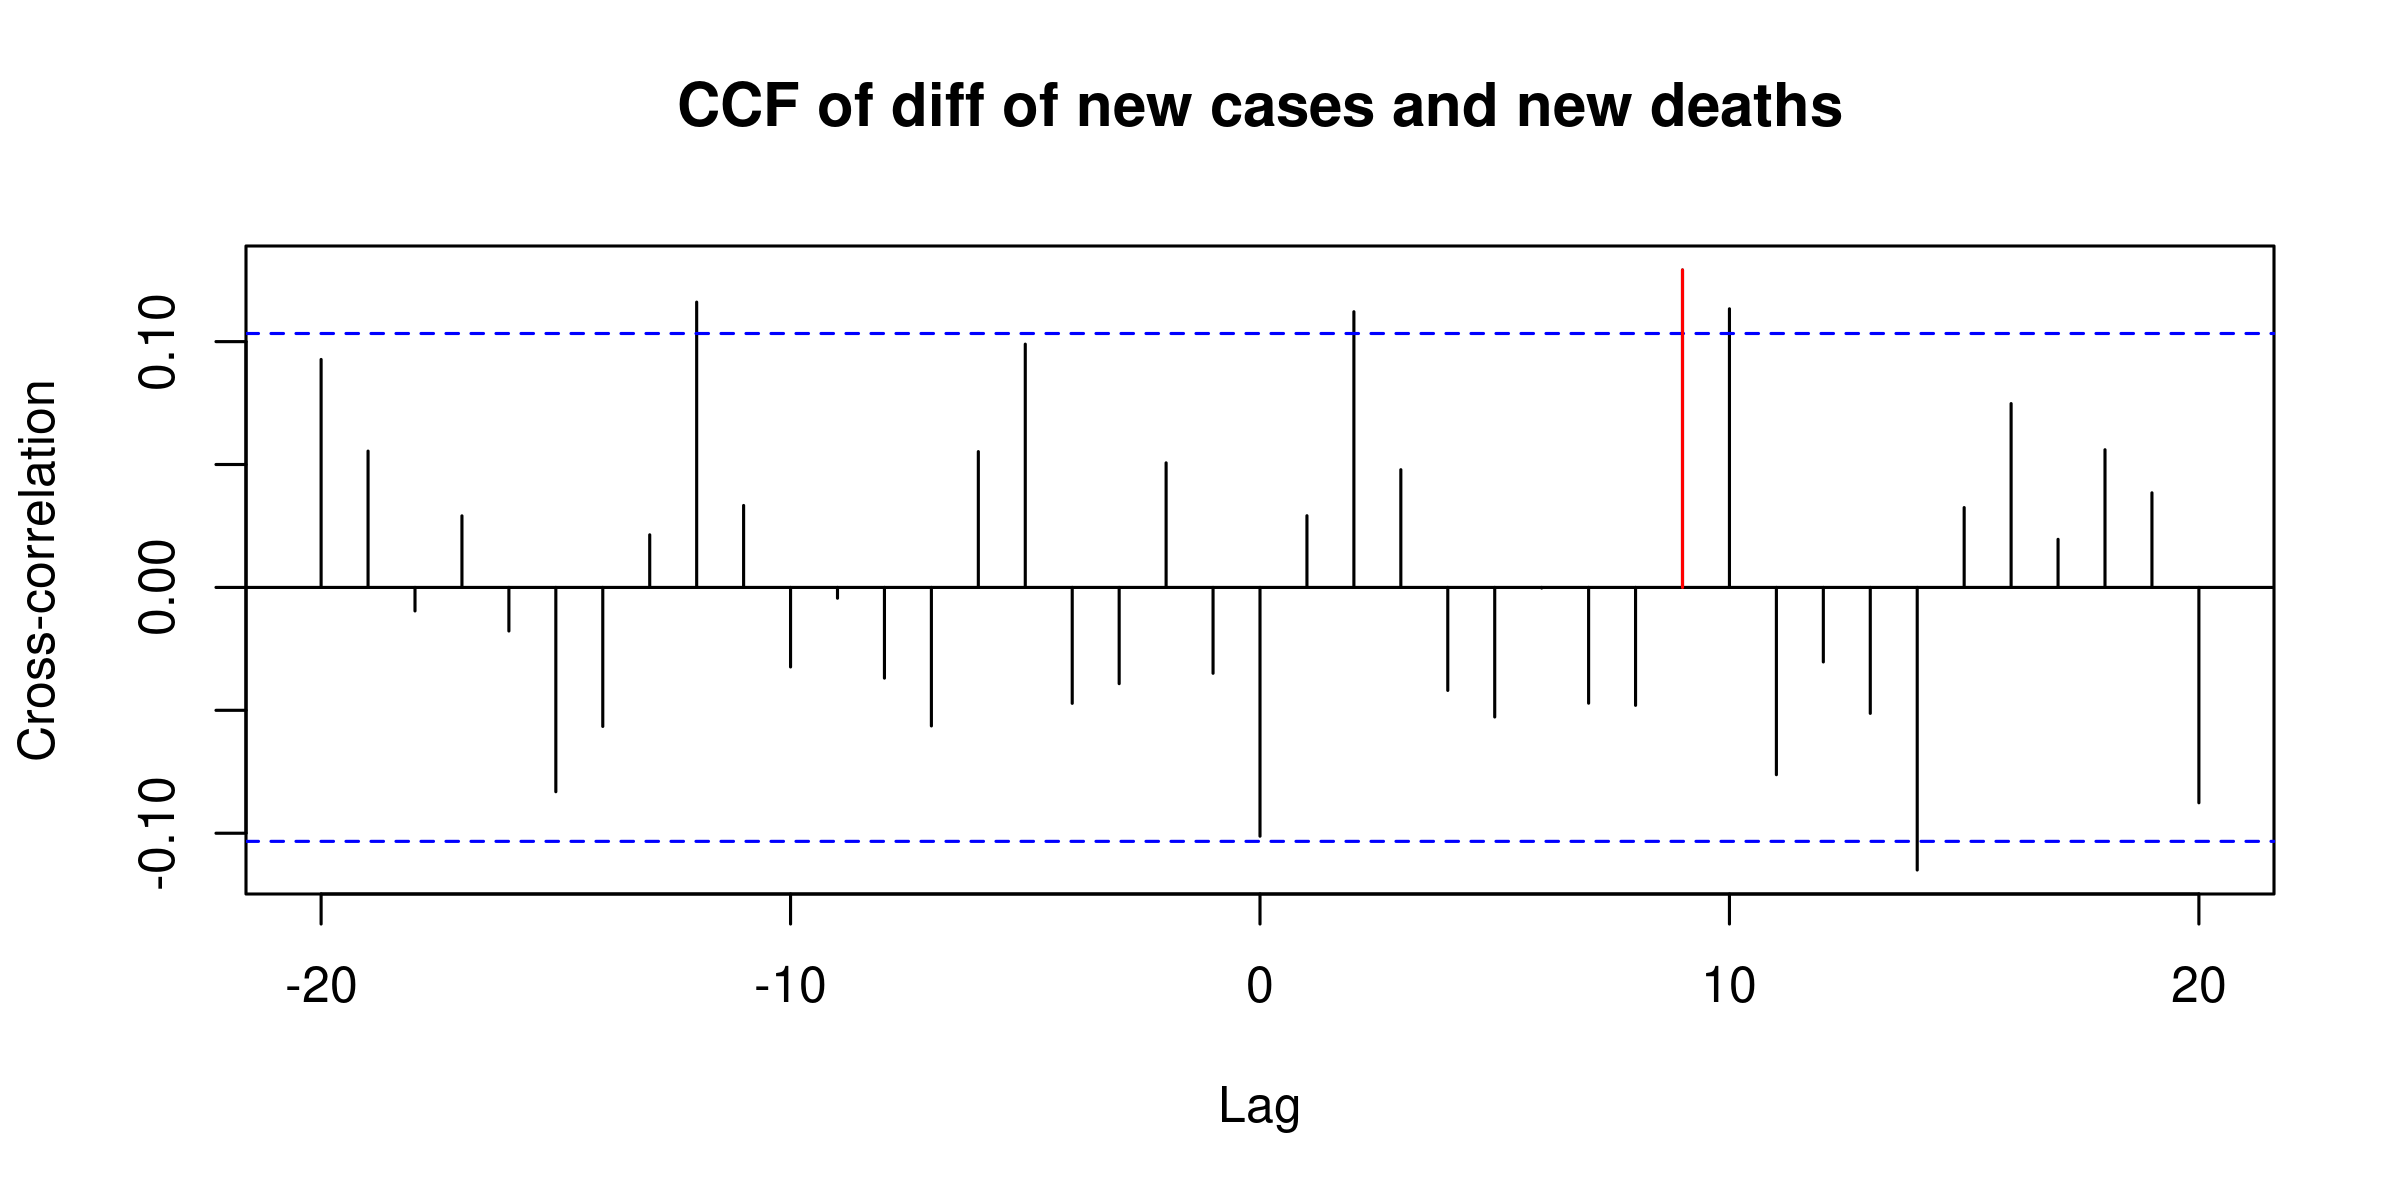 CCF of diff of new cases and new deaths
Cross-correlation
0.10
0.00
-0.10
-20 -10 0 10 20
Lag